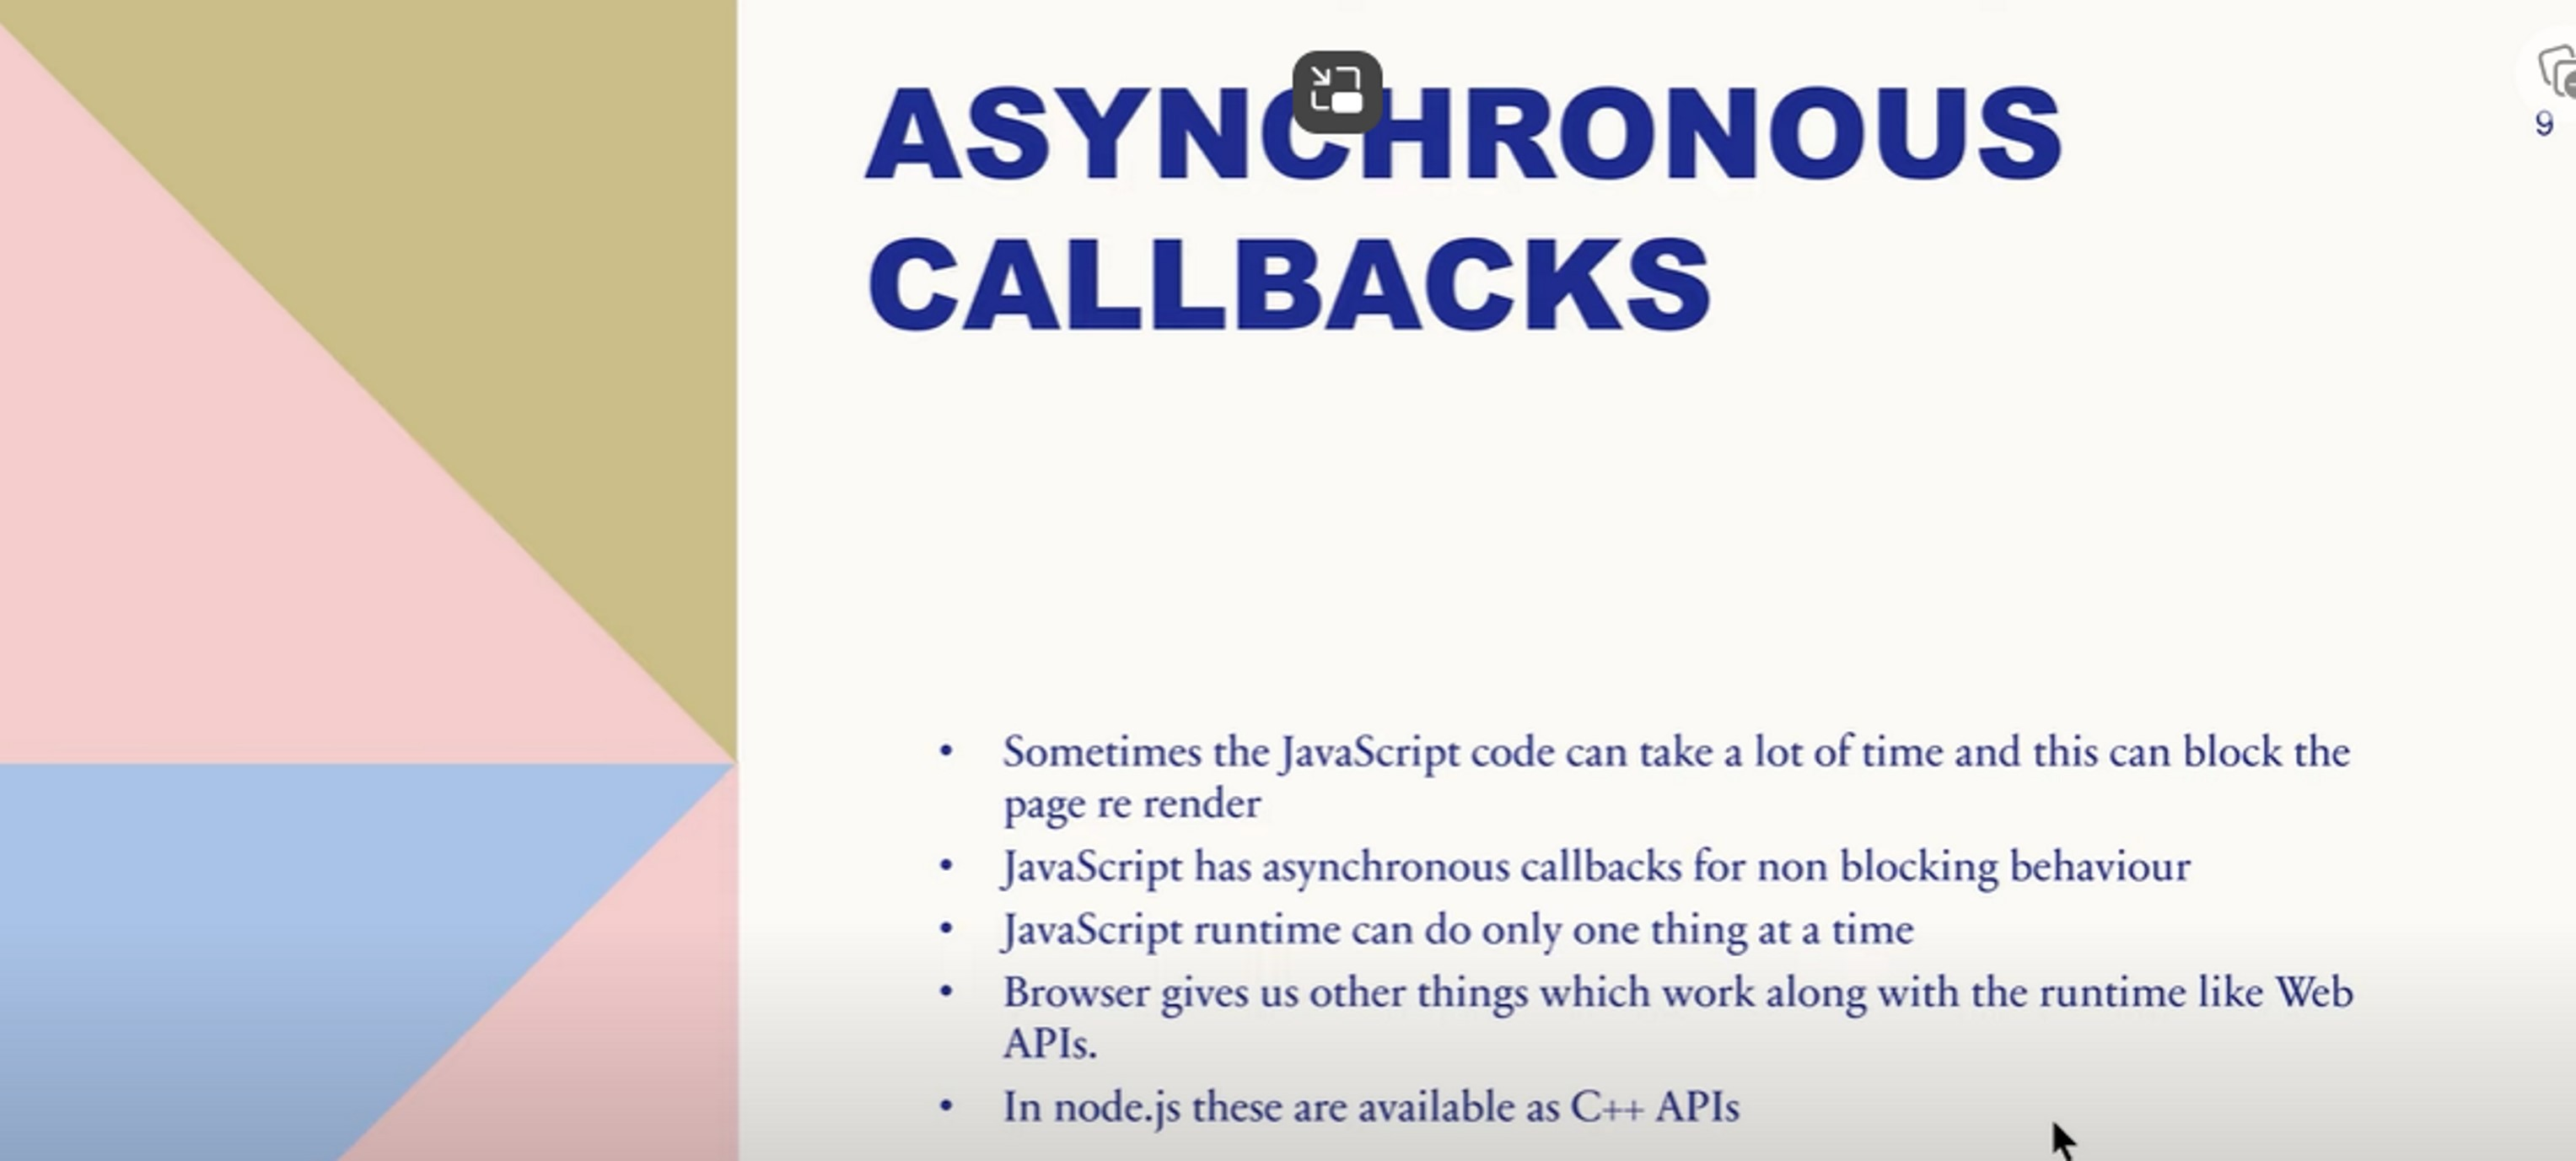 ASYNCHRONOUS
CALLBACKS
9
• Sometimes the JavaScript code can take a lot of time and this can block the
page re render
• JavaScript has asynchronous callbacks for non blocking behaviour
• JavaScript runtime can do only one thing at a time
• Browser gives us other things which work along with the runtime like Web
APIs.
• In node.js these are available as C++ APIs